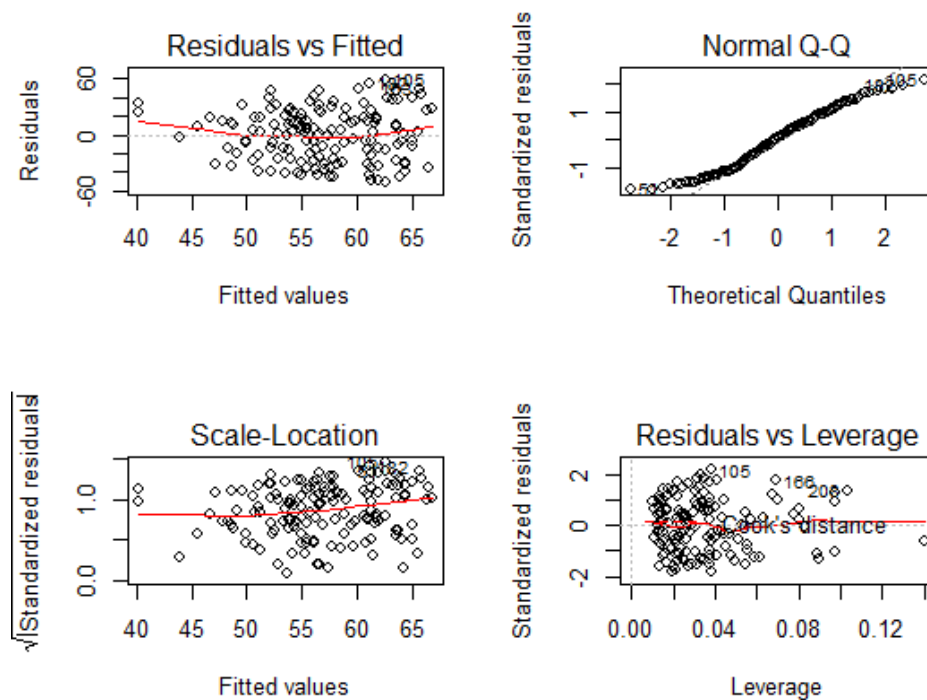 Residuals vs Fitted
Residuals
60
0
-60
105
40 45 50 55 60 65
Fitted values
Normal Q-Q
Standardized residuals
1
-1
105
-2 -1 0 1 2
Theoretical Quantiles
Scale-Location
√|Standardized residuals|
1.0
0.0
40 45 50 55 60 65
Fitted values
Residuals vs Leverage
Standardized residuals
2
0
-2
105
166
208
Cook's distance
0.00 0.04 0.08 0.12
Leverage